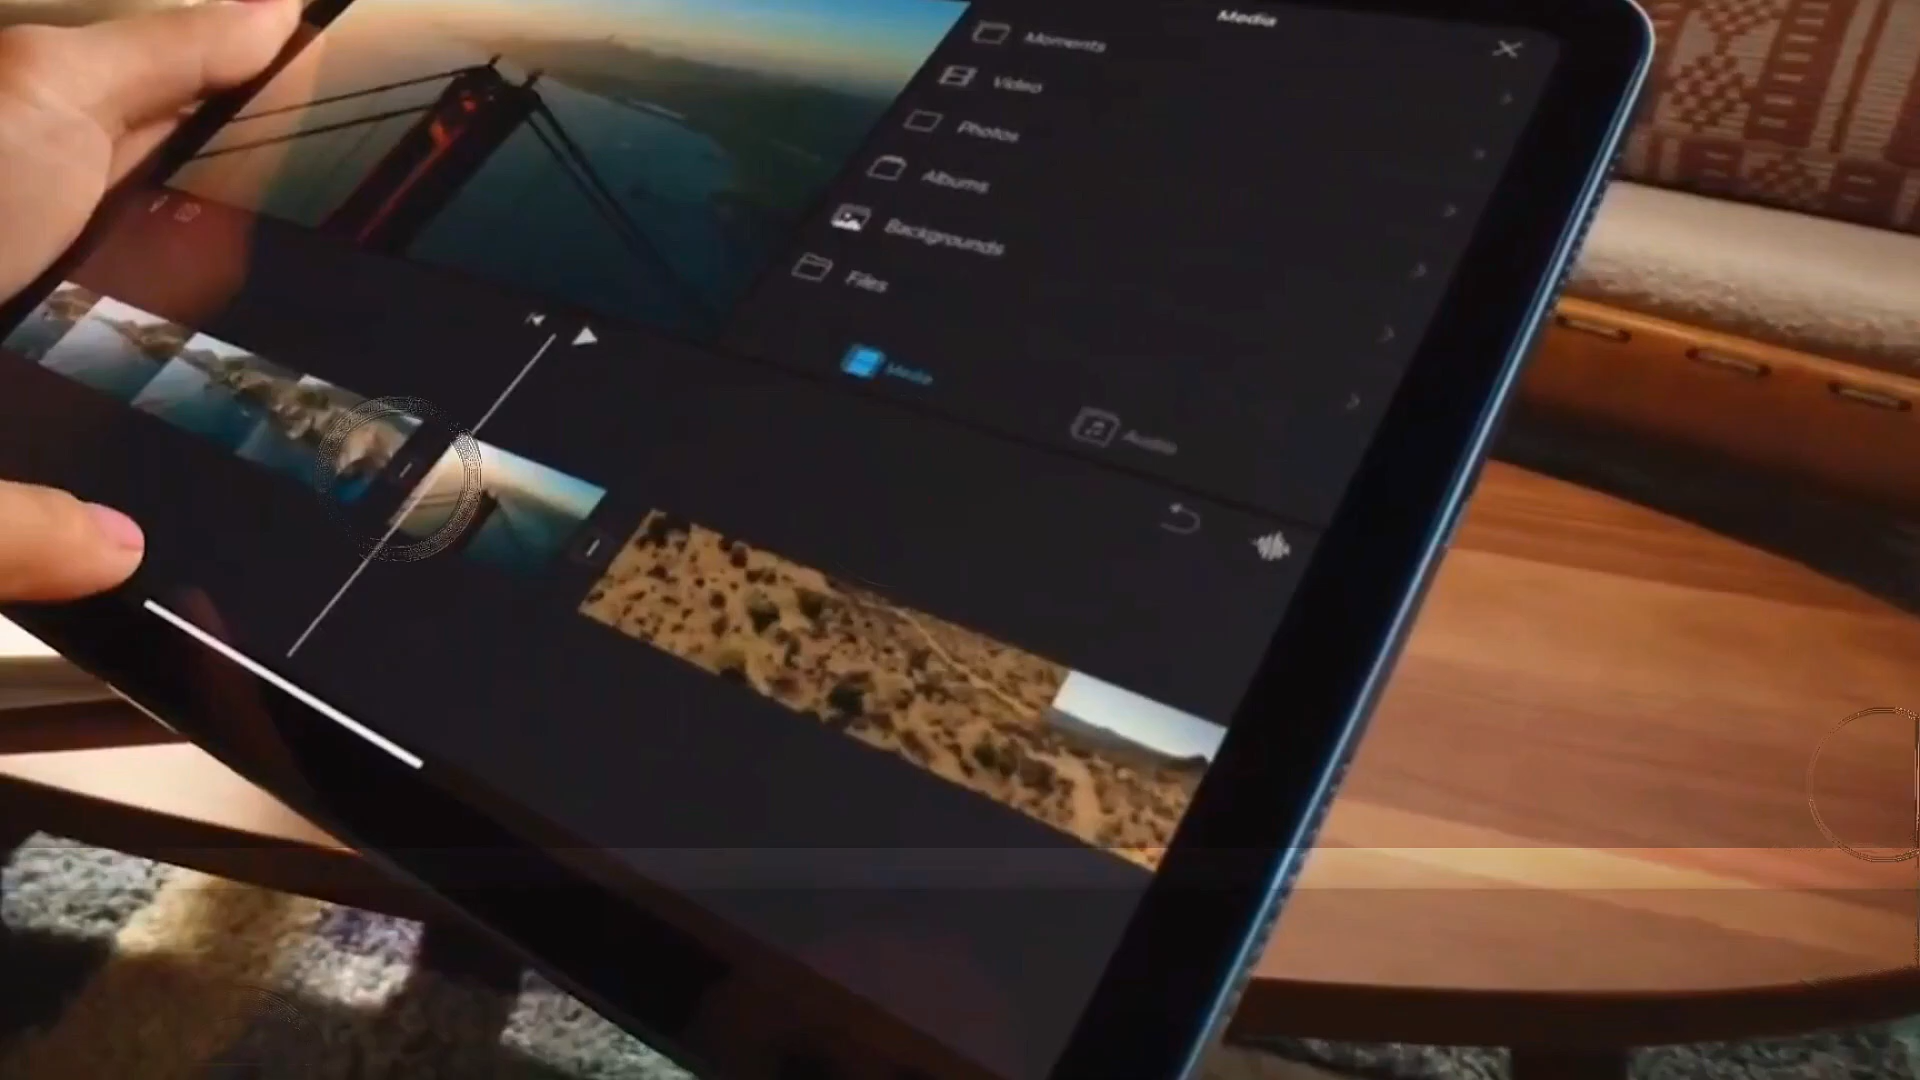 Media
Moments
Video
Photos
Albums
Backgrounds
Files
Media
Audio